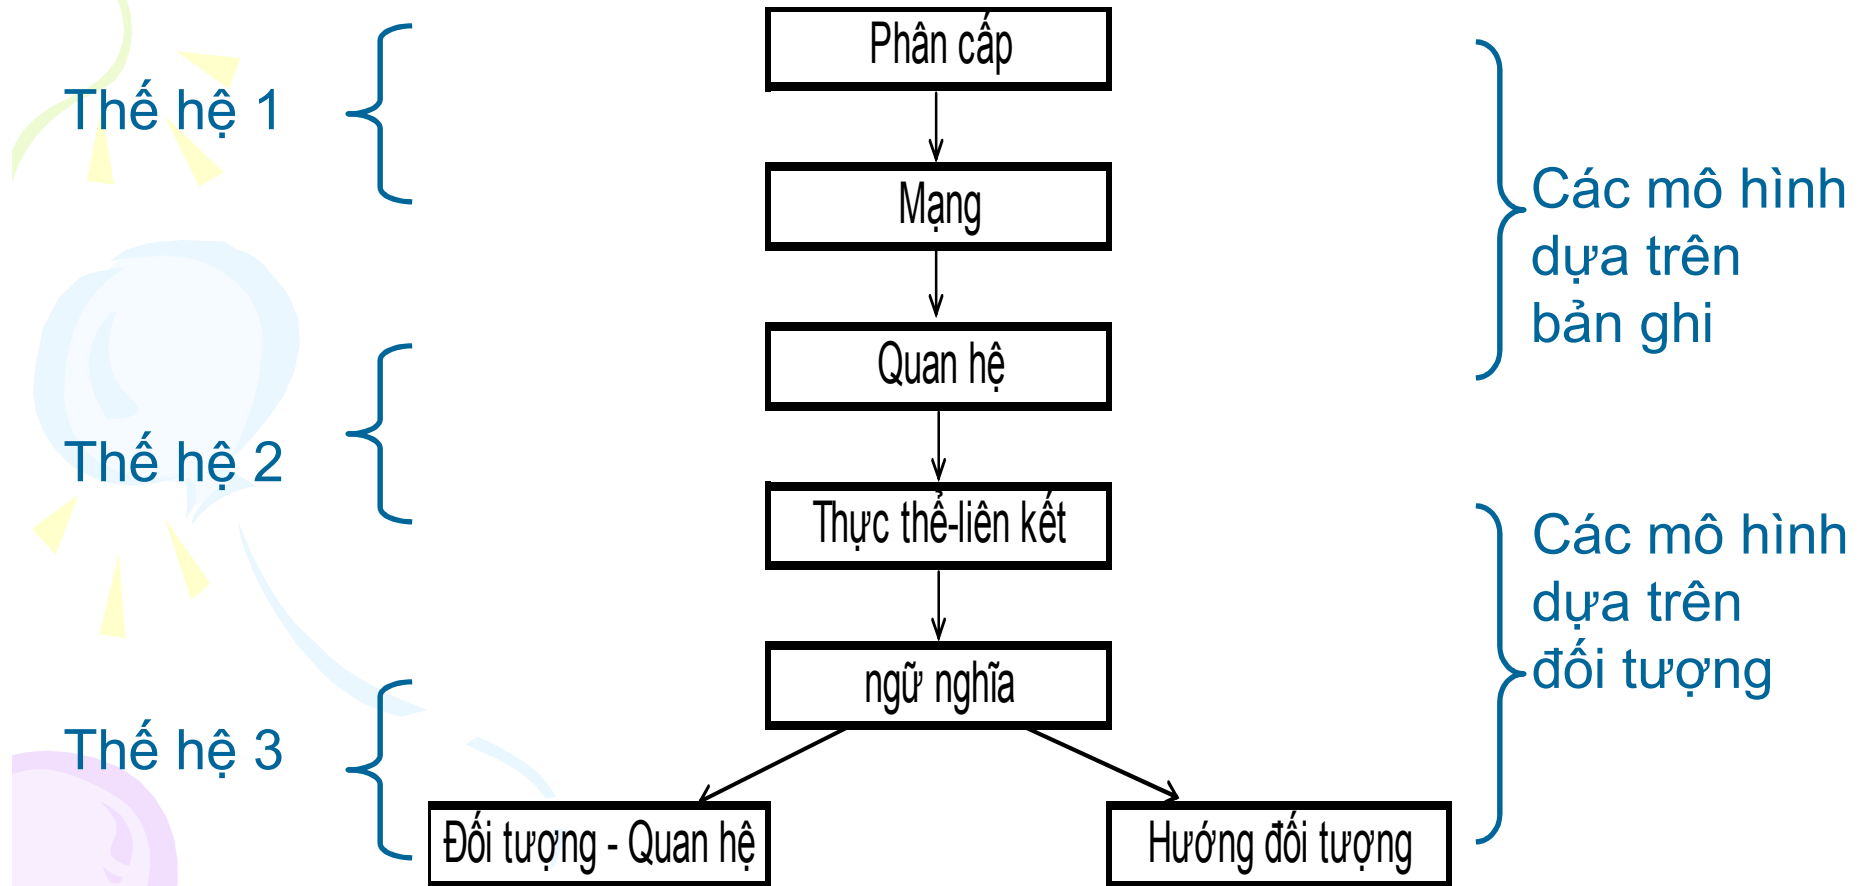 Phân cấp
Thế hệ 1
Mạng
Các mô hình
dựa trên
bản ghi
Quan hệ
Thế hệ 2
Thực thể-liên kết
Các mô hình
dựa trên
đối tượng
ngữ nghĩa
Thế hệ 3
Đối tượng - Quan hệ
Hướng đối tượng